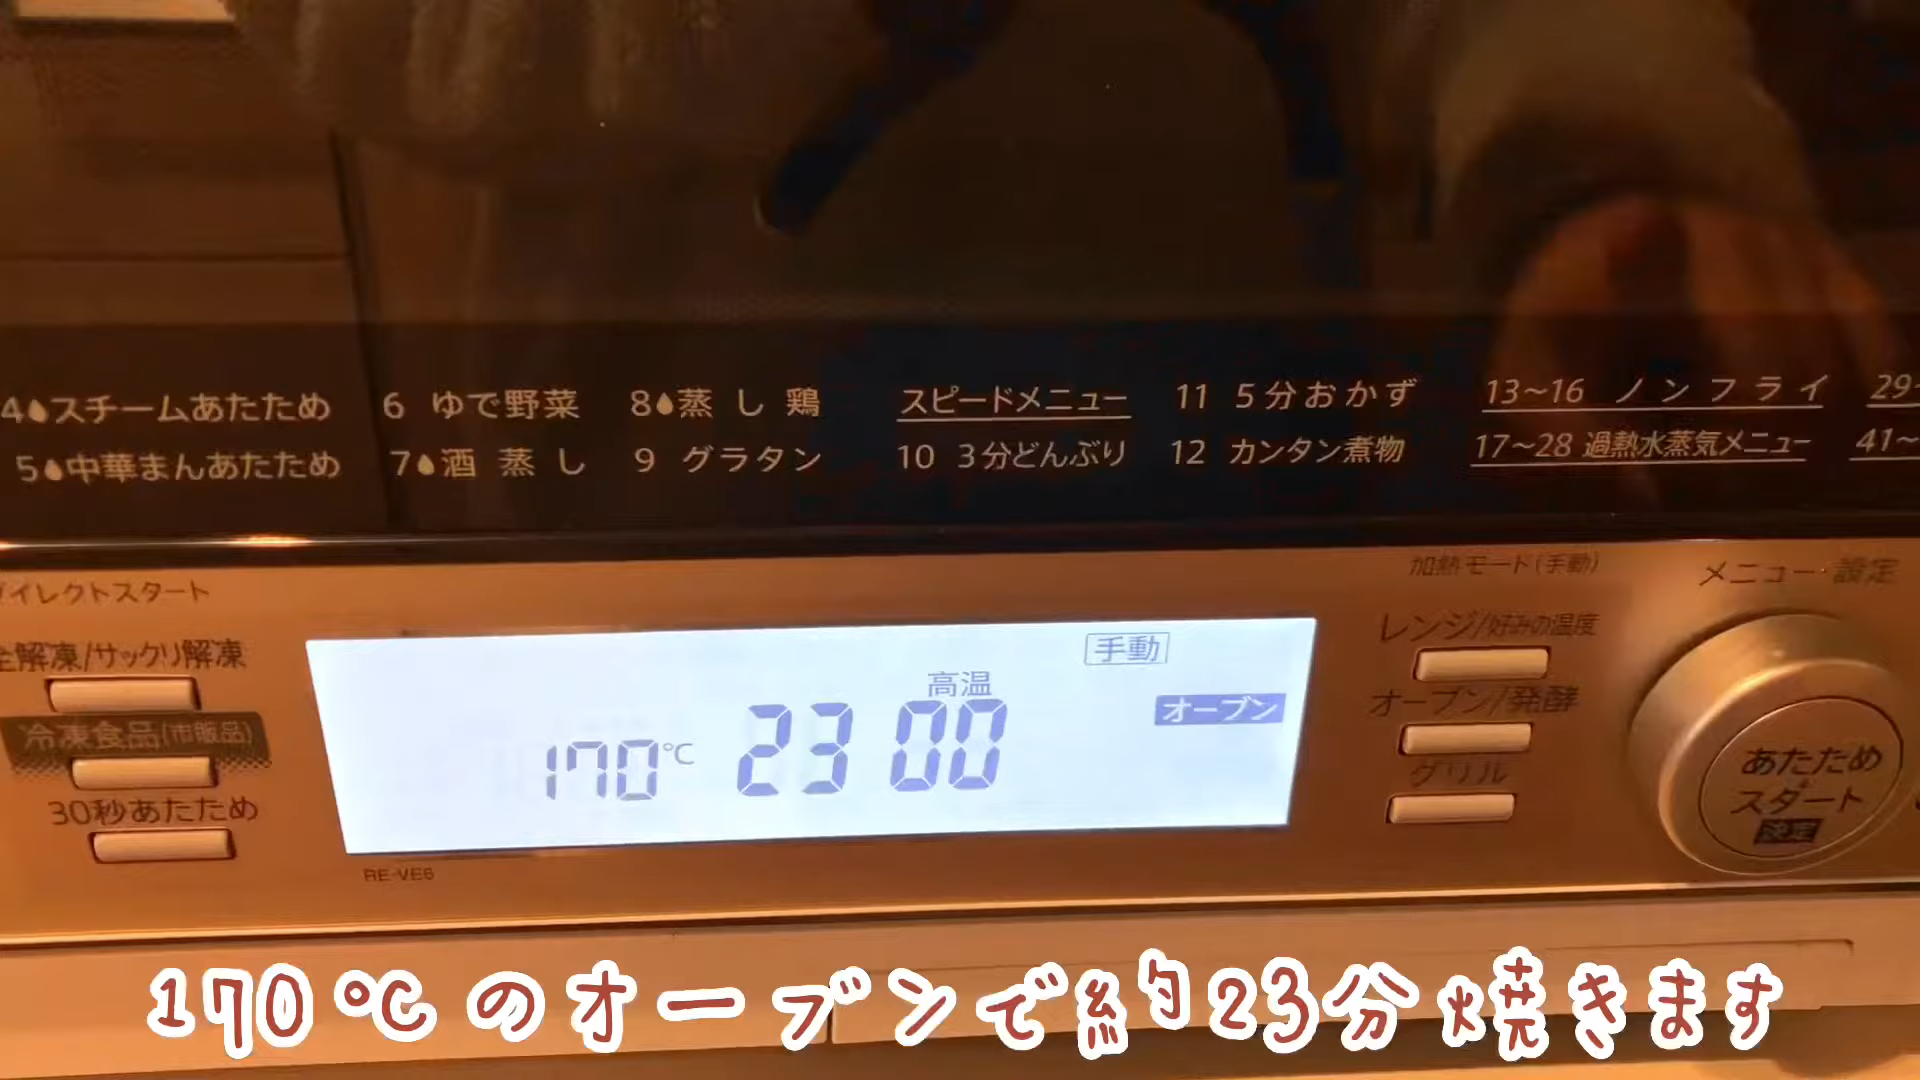 4 スチームあたため 6 ゆで野菜 8 蒸し鶏 スピードメニュー 11 5分おかず 13~16 ノンフライ 29~
5 中華まんあたため 7 酒蒸し 9 グラタン 10 3分どんぶり 12 カンタン煮物 17~28 過熱水蒸気メニュー 41~
イレクトスタート
全解凍/サックリ解凍
冷凍食品(市販品)
30秒あたため
手動
高温
オーブン
170℃ 23 00
RE-VE6
加熱モード(手動)
レンジ/好みの温度
オーブン/発酵
グリル
メニュー・設定
あたため
スタート
決定
170℃のオーブンで約23分焼きます